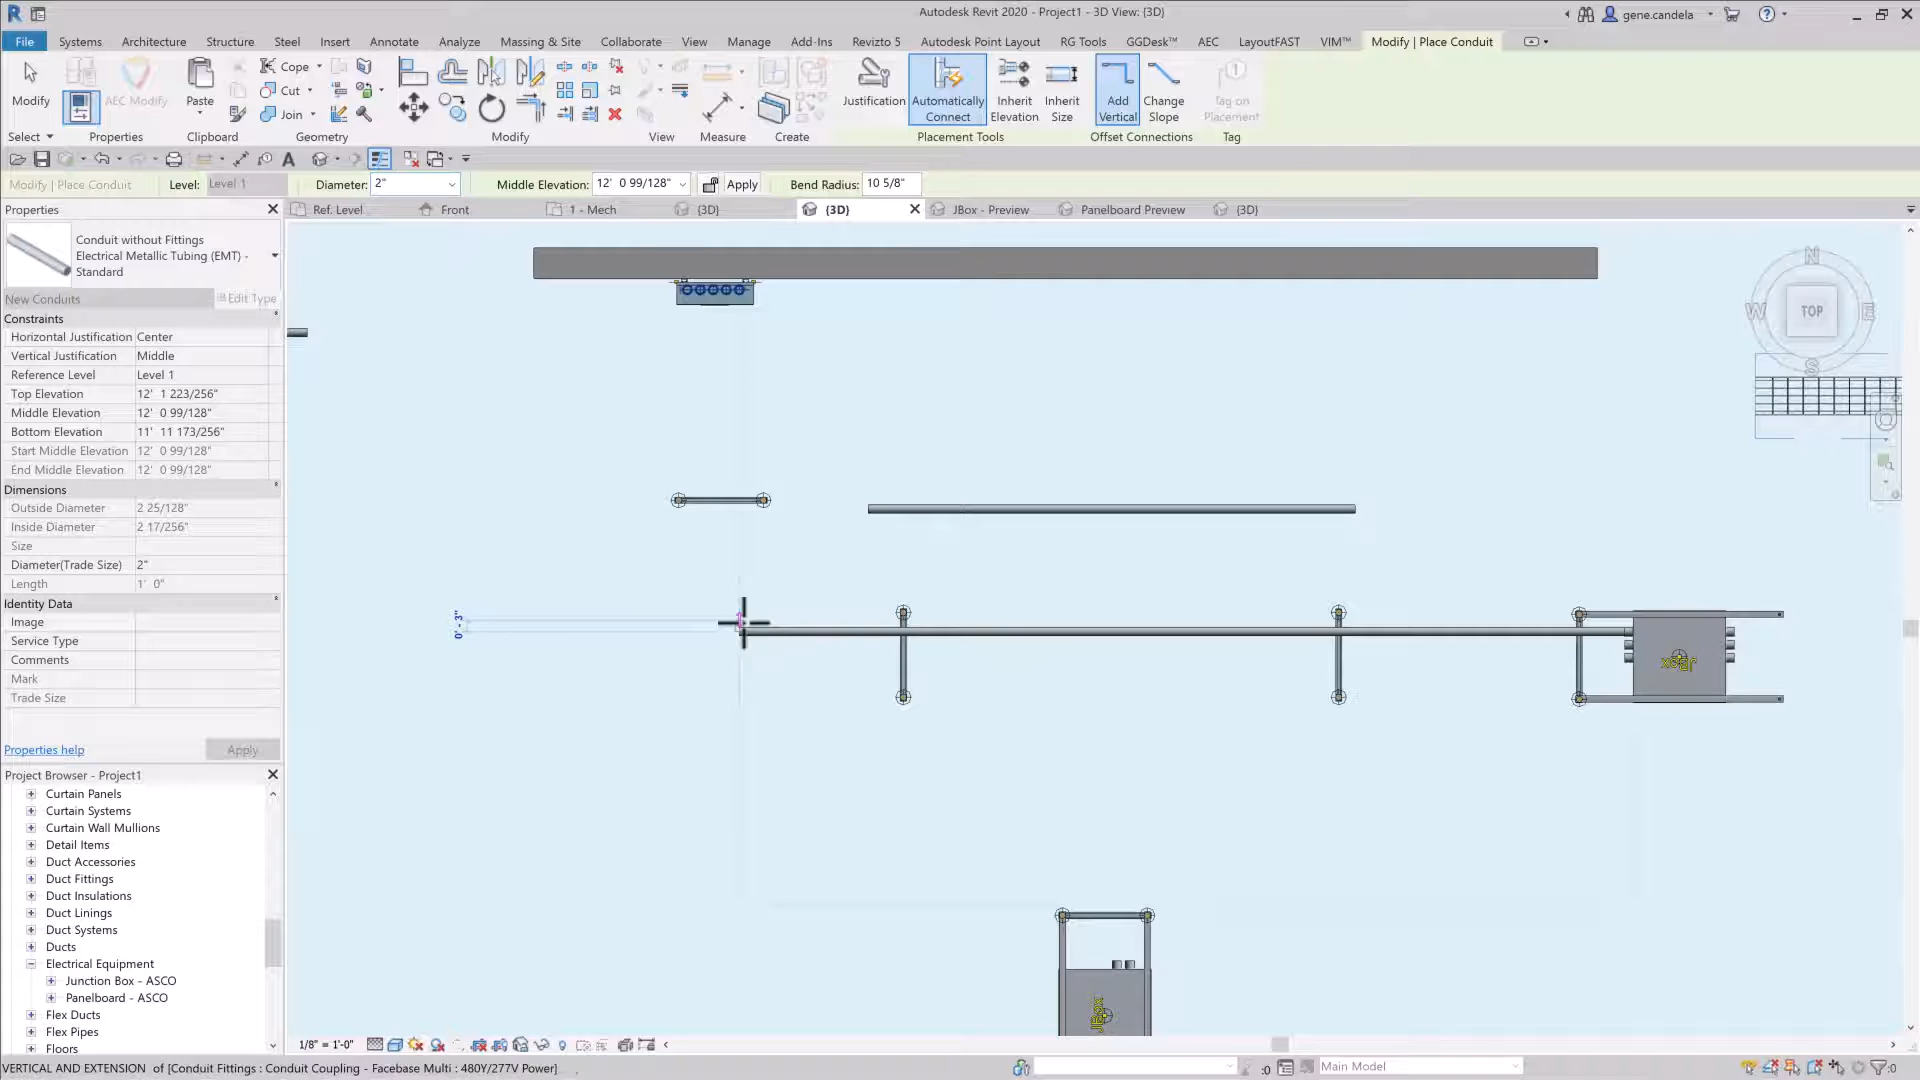 Autodesk Revit 2020 - Project1 - 3D View: {3D}
gene.candela
File Systems Architecture Structure Steel Insert Annotate Analyze Massing & Site Collaborate View Manage Add-Ins Revizto 5 Autodesk Point Layout RG Tools GGDesk™ AEC LayoutFAST VIM™ Modify | Place Conduit
Cope
Cut
Join
Modify
AEC Modify
Paste
Justification
Automatically Connect
Inherit Elevation
Inherit Size
Add Vertical
Change Slope
Tag on Placement
Select Properties Clipboard Geometry Modify View Measure Create Placement Tools Offset Connections Tag
Modify | Place Conduit Level: Level 1 Diameter: 2" Middle Elevation: 12' 0 99/128" Apply Bend Radius: 10 5/8"
Properties
Ref. Level Front 1 - Mech {3D} {3D} JBox - Preview Panelboard Preview {3D}
Conduit without Fittings
Electrical Metallic Tubing (EMT) -
Standard
New Conduits Edit Type
Constraints
Horizontal Justification Center
Vertical Justification Middle
Reference Level Level 1
Top Elevation 12' 1 223/256"
Middle Elevation 12' 0 99/128"
Bottom Elevation 11' 11 173/256"
Start Middle Elevation 12' 0 99/128"
End Middle Elevation 12' 0 99/128"
Dimensions
Outside Diameter 2 25/128"
Inside Diameter 2 17/256"
Size
Diameter(Trade Size) 2"
Length 1' 0"
Identity Data
Image
Service Type
Comments
Mark
Trade Size
Properties help Apply
Project Browser - Project1
Curtain Panels
Curtain Systems
Curtain Wall Mullions
Detail Items
Duct Accessories
Duct Fittings
Duct Insulations
Duct Linings
Duct Systems
Ducts
Electrical Equipment
Junction Box - ASCO
Panelboard - ASCO
Flex Ducts
Flex Pipes
Floors
N
W TOP E
S
0' - 3"
JBox
JBox
1/8" = 1'-0"
VERTICAL AND EXTENSION of [Conduit Fittings : Conduit Coupling - Facebase Multi : 480Y/277V Power]
:0 Main Model :0